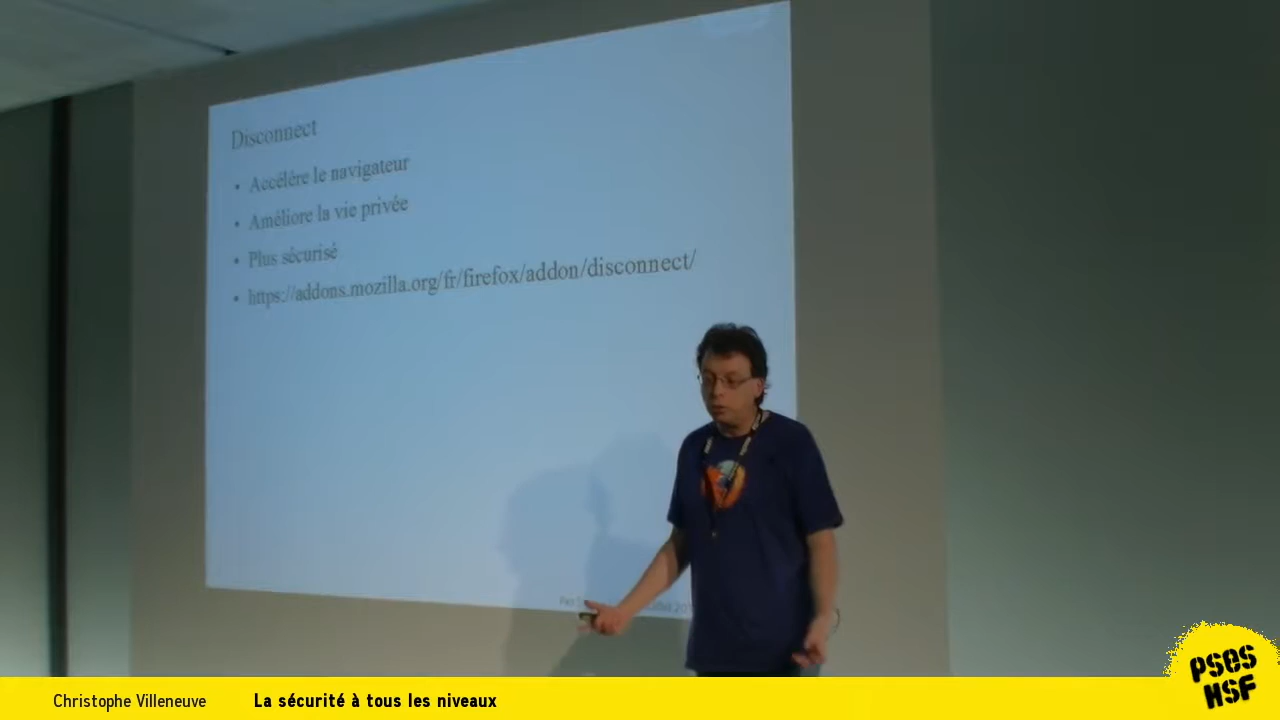 Disconnect
• Accélère le navigateur
• Améliore la vie privée
• Plus sécurisé
• https://addons.mozilla.org/fr/firefox/addon/disconnect/
Christophe Villeneuve La sécurité à tous les niveaux
PSES
HSF